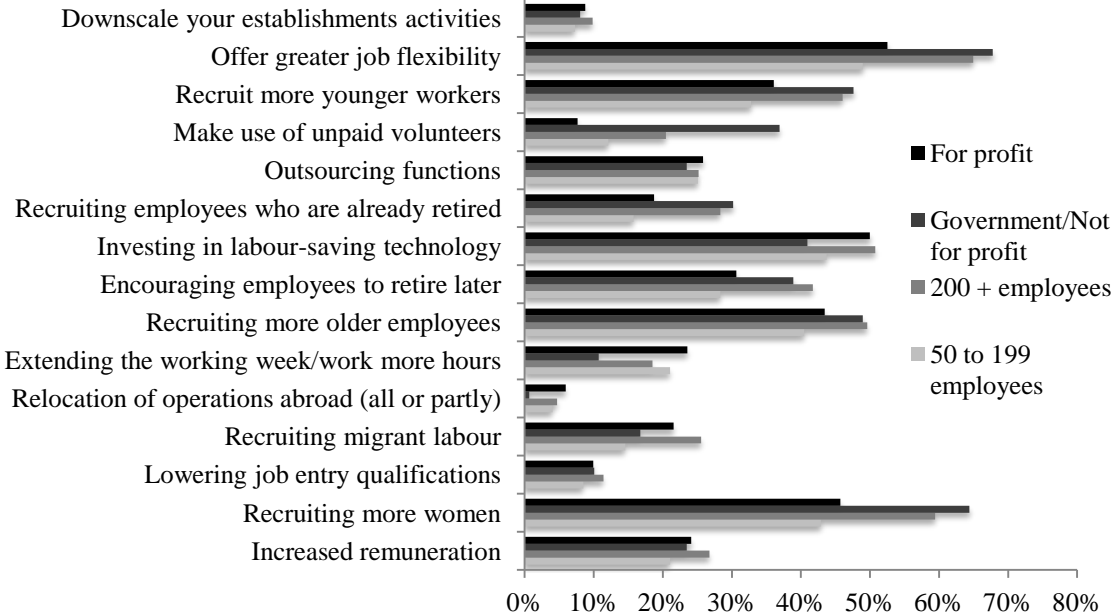 Downscale your establishments activities
Offer greater job flexibility
Recruit more younger workers
Make use of unpaid volunteers
Outsourcing functions
Recruiting employees who are already retired
Investing in labour-saving technology
Encouraging employees to retire later
Recruiting more older employees
Extending the working week/work more hours
Relocation of operations abroad (all or partly)
Recruiting migrant labour
Lowering job entry qualifications
Recruiting more women
Increased remuneration
0% 10% 20% 30% 40% 50% 60% 70% 80%
For profit
Government/Not
for profit
200 + employees
50 to 199
employees